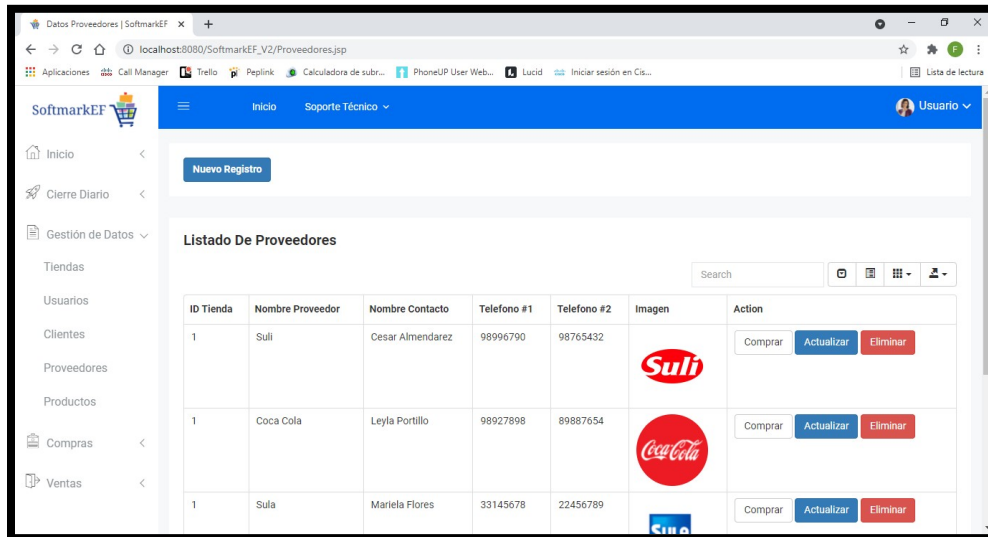 Datos Proveedores | SoftmarkEF
localhost:8080/SoftmarkEF_V2/Proveedores.jsp
F
Aplicaciones Call Manager Trello Peplink Calculadora de subr... PhoneUP User Web... Lucid Iniciar sesión en Cis... Lista de lectura
SoftmarkEF
Inicio Soporte Técnico Usuario
Inicio
Nuevo Registro
Cierre Diario
Gestión de Datos
Listado De Proveedores
Tiendas
Search
Usuarios
ID Tienda Nombre Proveedor Nombre Contacto Telefono #1 Telefono #2 Imagen Action
Clientes
1 Suli Cesar Almendarez 98996790 98765432 Suli Comprar Actualizar Eliminar
Proveedores
Productos
1 Coca Cola Leyla Portillo 98927898 89887654 Coca-Cola Comprar Actualizar Eliminar
Compras
Ventas
1 Sula Mariela Flores 33145678 22456789 Sula Comprar Actualizar Eliminar